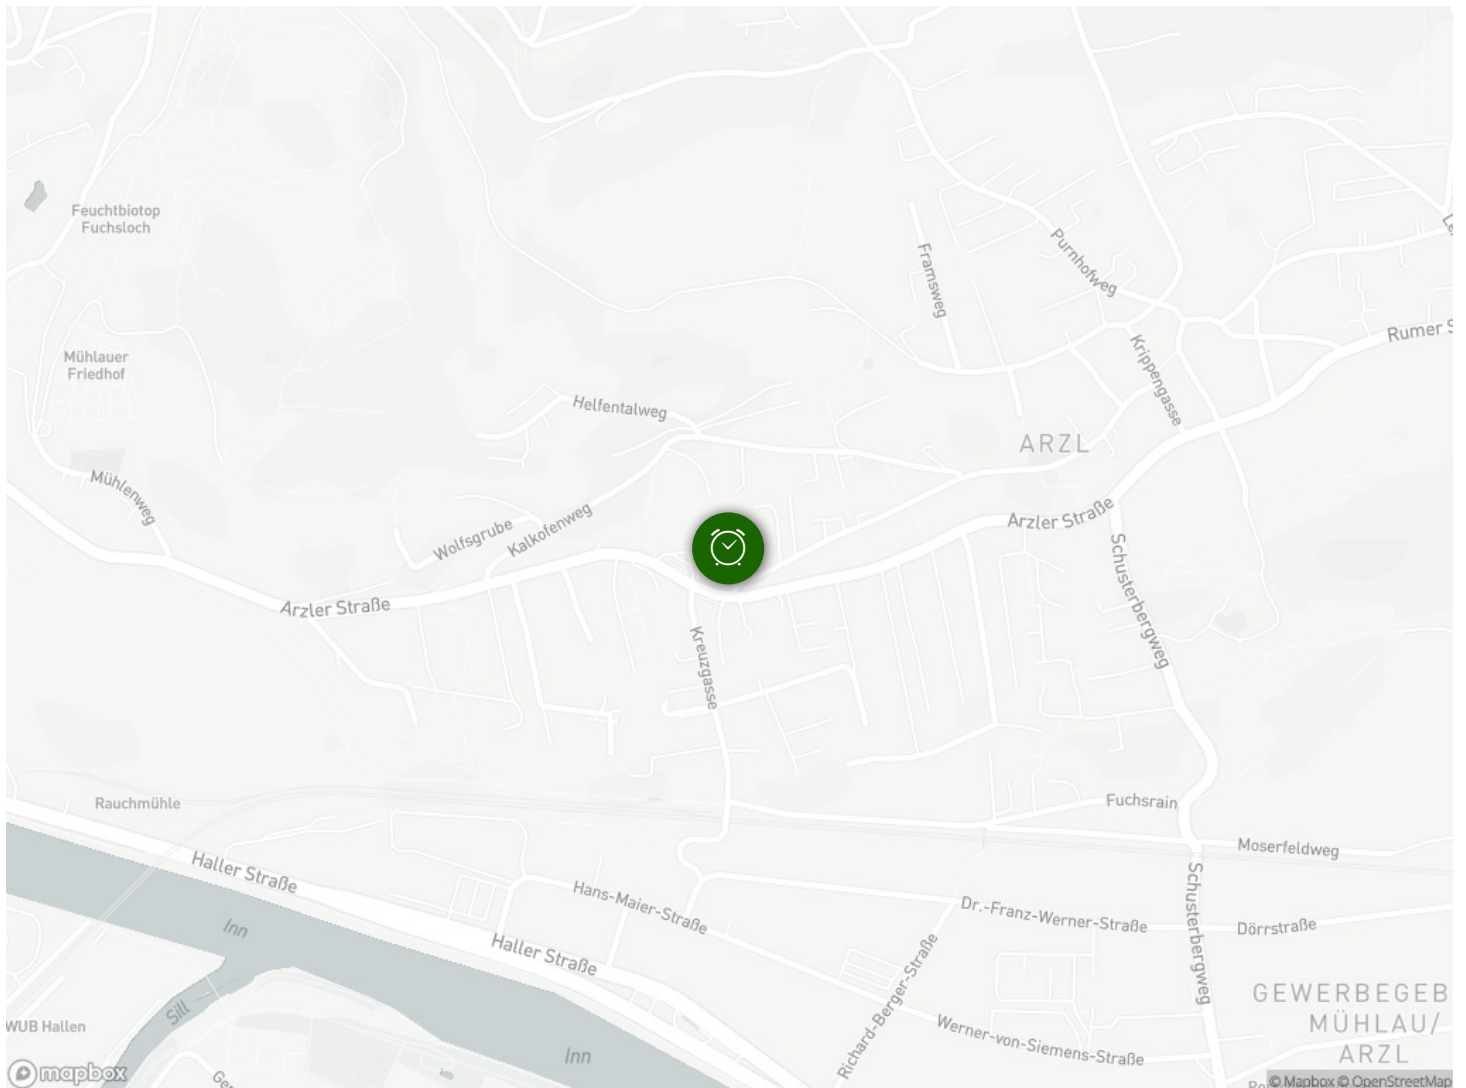 Feuchtbiotop
Fuchsloch
Framsweg
Purnhofweg
Rumer
Krippengasse
Mühlauer
Friedhof
Helfentalweg
ARZL
Mühlenweg
Wolfsgrube
Kalkofenweg
Arzler Straße
Arzler Straße
Schusterbergweg
Kreuzgasse
Rauchmühle
Fuchsrain
Moserfeldweg
Haller Straße
Hans-Maier-Straße
Dr.-Franz-Werner-Straße
Dörrstraße
Schusterbergweg
Inn
Haller Straße
Richard-Berger-Straße
Sill
WUB Hallen
Inn
Werner-von-Siemens-Straße
GEWERBEGEB
MÜHLAU/
ARZL
mapbox
© Mapbox © OpenStreetMap